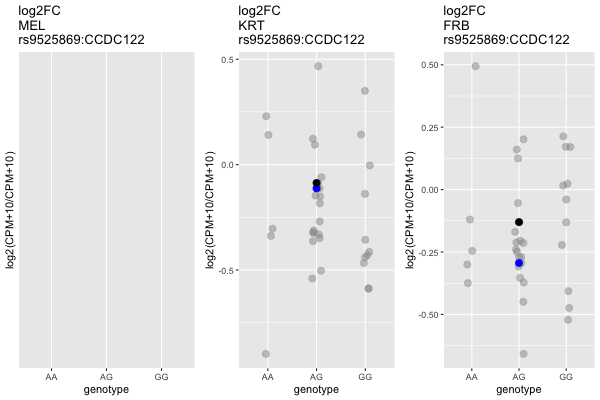 log2FC
MEL
rs9525869:CCDC122
log2(CPM+10/CPM+10)
AA AG GG
genotype
log2FC
KRT
rs9525869:CCDC122
log2(CPM+10/CPM+10)
0.5
0.0
-0.5
AA AG GG
genotype
log2FC
FRB
rs9525869:CCDC122
log2(CPM+10/CPM+10)
0.50
0.25
0.00
-0.25
-0.50
AA AG GG
genotype